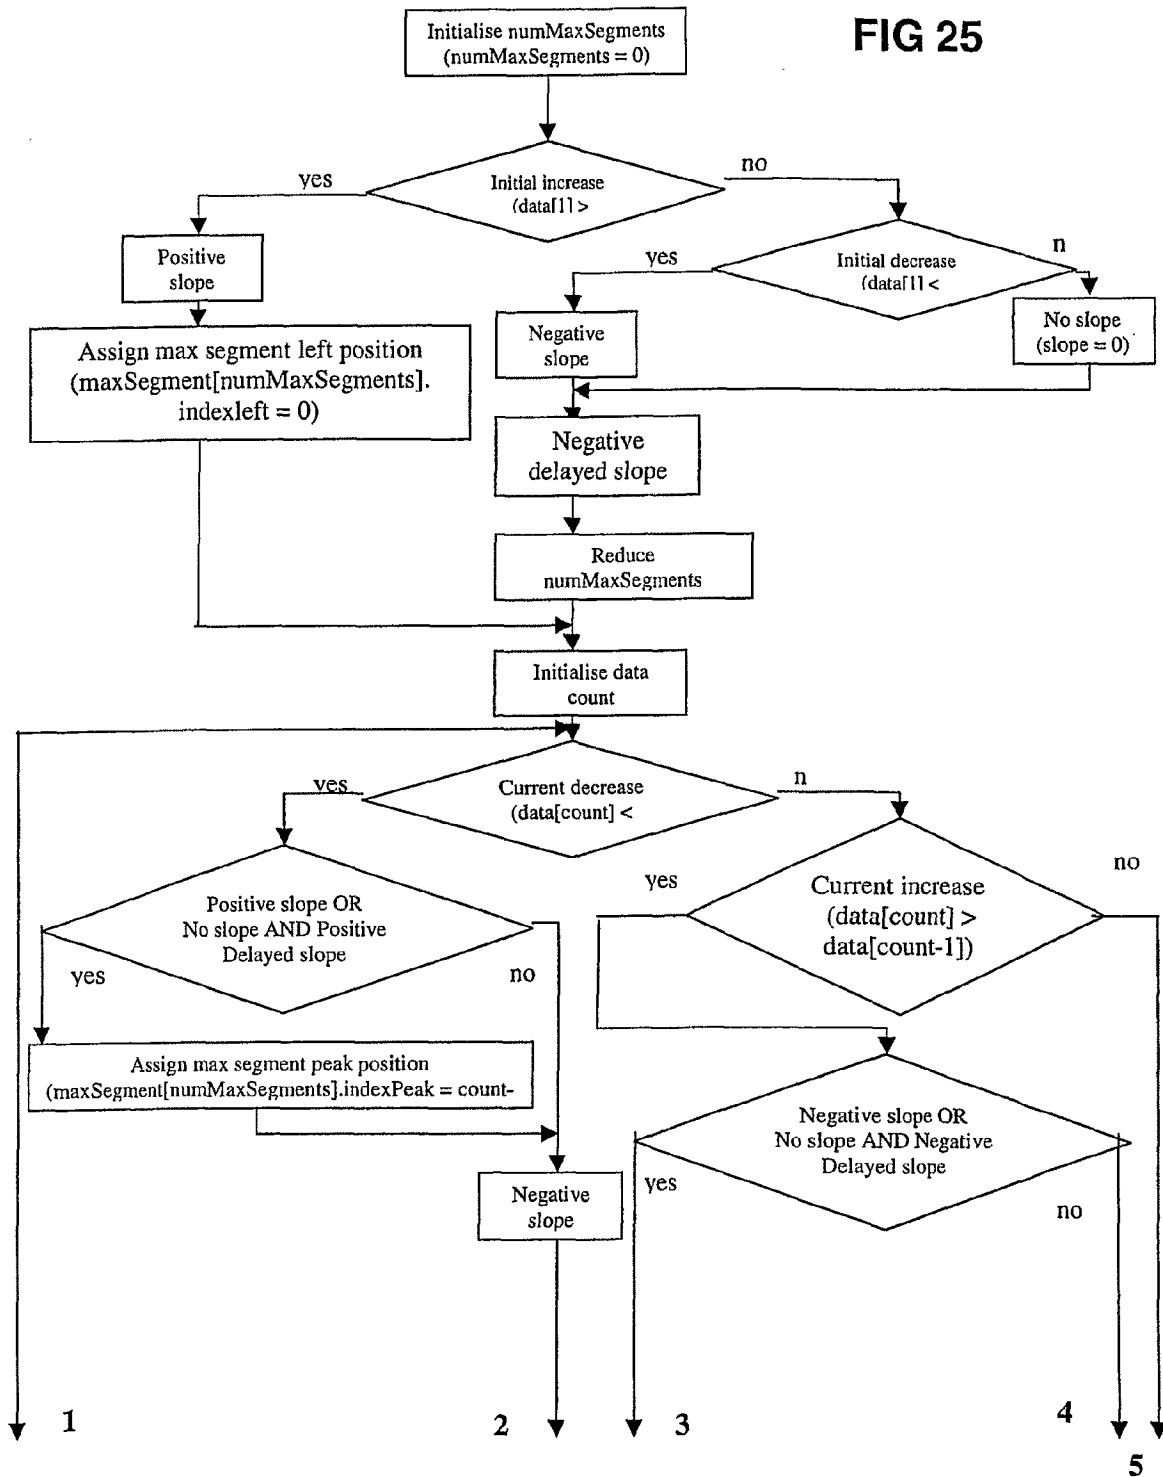 FIG 25
Initialise numMaxSegments
(numMaxSegments = 0)
yes
no
Initial increase
(data[1] >
Positive
slope
yes
n
Initial decrease
(data[1] <
Negative
slope
No slope
(slope = 0)
Assign max segment left position
(maxSegment[numMaxSegments].
indexleft = 0)
Negative
delayed slope
Reduce
numMaxSegments
Initialise data
count
yes
n
Current decrease
(data[count] <
yes
no
Current increase
(data[count] >
data[count-1])
Positive slope OR
No slope AND Positive
Delayed slope
yes
no
Assign max segment peak position
(maxSegment[numMaxSegments].indexPeak = count-
Negative slope OR
No slope AND Negative
Delayed slope
yes
no
Negative
slope
1
2
3
4
5